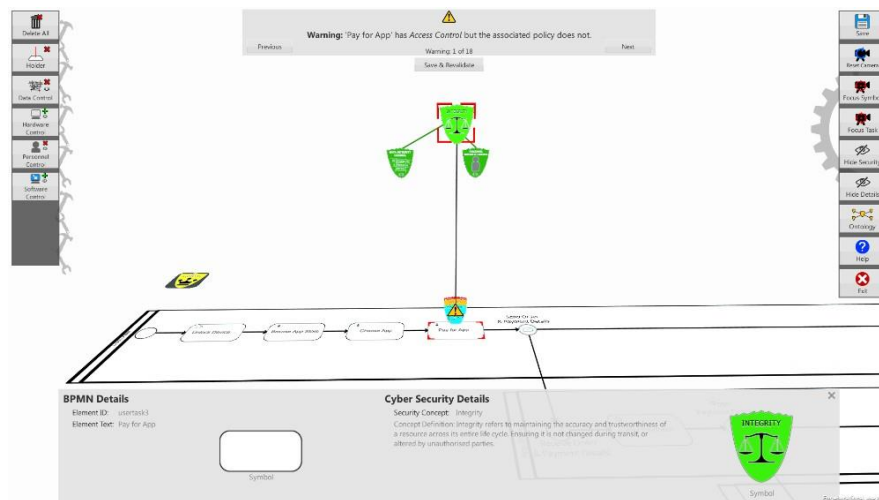 Warning: 'Pay for App' has Access Control but the associated policy does not.
Previous
Warning: 1 of 18
Next
Save & Revalidate
Delete All
Holder
Data Control
Hardware
Control
Personnel
Control
Software
Control
Save
Reset Camera
Focus Symbol
Focus Task
Hide Security
Hide Details
Ontology
Help
Exit
Unlock Device
Browse App Store
Choose App
Pay for App
& Payment Details
BPMN Details
Element ID: usertask3
Element Text: Pay for App
Symbol
Cyber Security Details
Security Concept: Integrity
Concept Definition: Integrity refers to maintaining the accuracy and trustworthiness of
a resource across its entire life cycle. Ensuring it is not changed during transit, or
altered by unauthorised parties.
INTEGRITY
Symbol